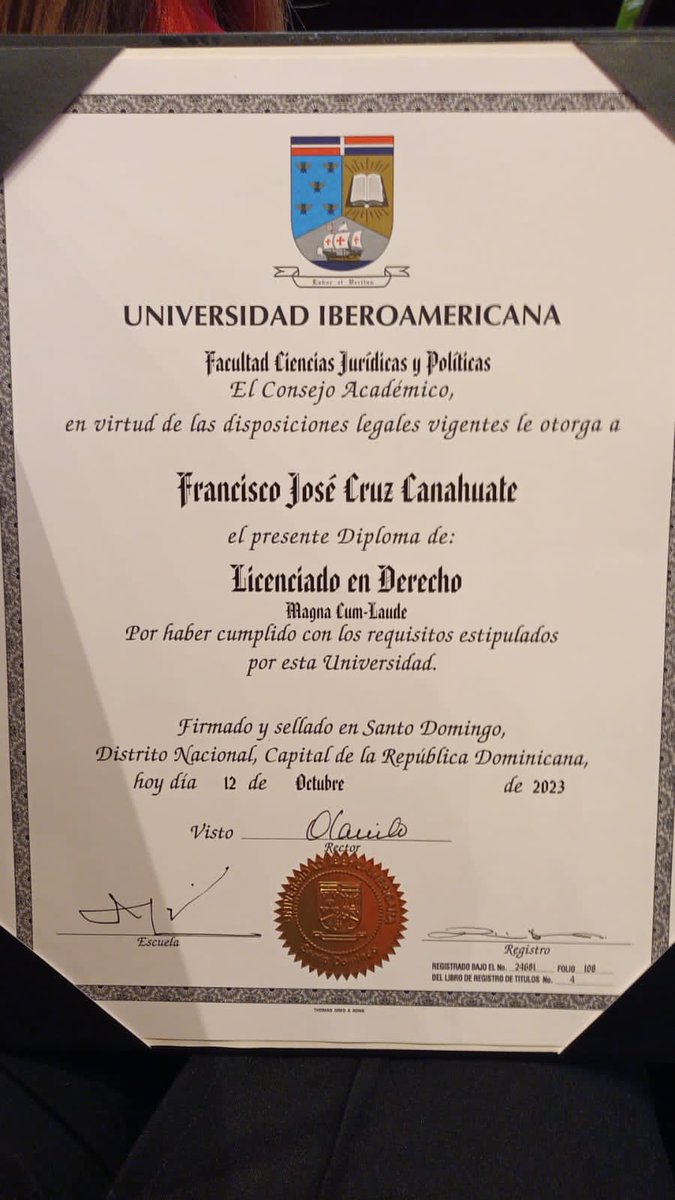 Labor et Veritas
UNIVERSIDAD IBEROAMERICANA
Facultad Ciencias Jurídicas y Políticas
El Consejo Académico,
en virtud de las disposiciones legales vigentes le otorga a
Francisco José Cruz Canahuate
el presente Diploma de:
Licenciado en Derecho
Magna Cum-Laude
Por haber cumplido con los requisitos estipulados
por esta Universidad.
Firmado y sellado en Santo Domingo,
Distrito Nacional, Capital de la República Dominicana,
hoy día 12 de Octubre de 2023
Visto
Rector
Escuela
Registro
REGISTRADO BAJO EL No. 24681 FOLIO 108
DEL LIBRO DE REGISTRO DE TITULOS No. 4
THOMAS GREG & SONS